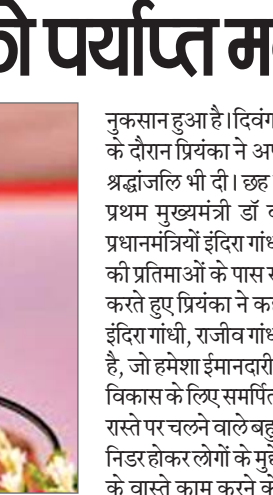 को पर्याप्त म
नुकसान हुआ है। दिवंग
के दौरान प्रियंका ने अप
श्रद्धांजलि भी दी। छह
प्रथम मुख्यमंत्री डॉ व
प्रधानमंत्रियों इंदिरा गांध
की प्रतिमाओं के पास स
करते हुए प्रियंका ने क
इंदिरा गांधी, राजीव गांध
है, जो हमेशा ईमानदारी
विकास के लिए समर्पित
रास्ते पर चलने वाले बहु
निडर होकर लोगों के मुद्द
के वास्ते काम करने के